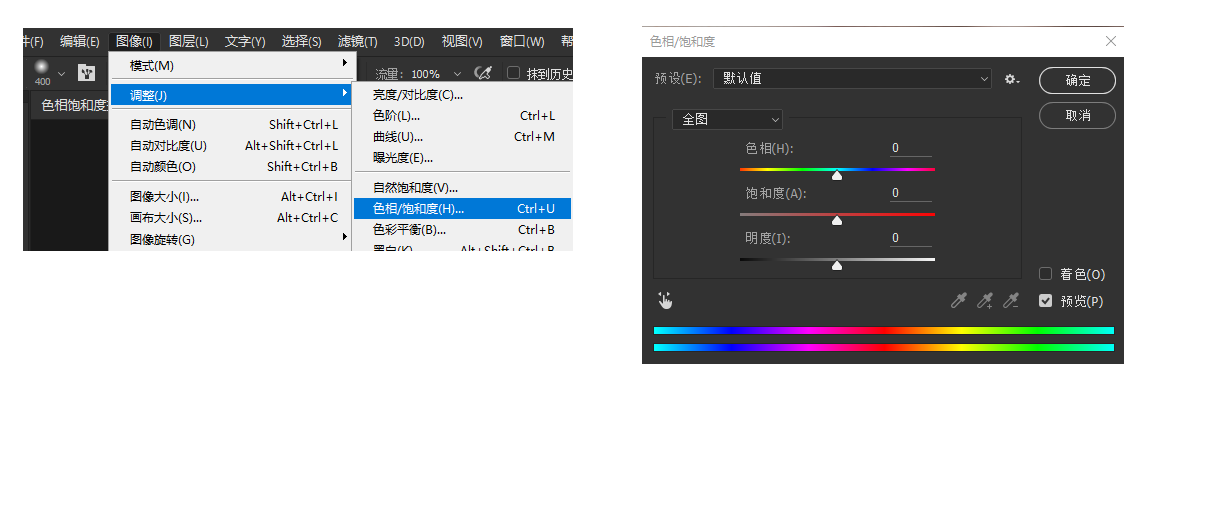 件(F) 编辑(E) 图像(I) 图层(L) 文字(Y) 选择(S) 滤镜(T) 3D(D) 视图(V) 窗口(W) 帮
400
流量: 100%
抹到历史
色相饱和度
模式(M)
调整(J)
自动色调(N) Shift+Ctrl+L
自动对比度(U) Alt+Shift+Ctrl+L
自动颜色(O) Shift+Ctrl+B
图像大小(I)... Alt+Ctrl+I
画布大小(S)... Alt+Ctrl+C
图像旋转(G)
亮度/对比度(C)...
色阶(L)... Ctrl+L
曲线(U)... Ctrl+M
曝光度(E)...
自然饱和度(V)...
色相/饱和度(H)... Ctrl+U
色彩平衡(B)... Ctrl+B
黑白(K)... Alt+Shift+Ctrl+B
色相/饱和度
预设(E): 默认值
确定
取消
全图
色相(H): 0
饱和度(A): 0
明度(I): 0
着色(O)
预览(P)